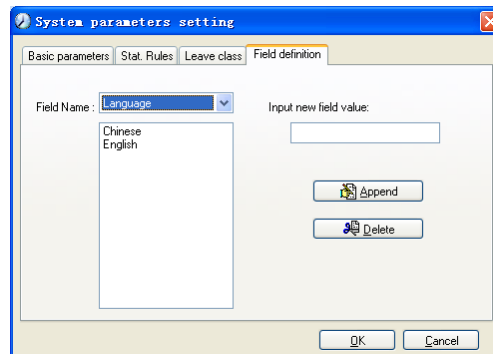 System parameters setting
Basic parameters Stat. Rules Leave class Field definition
Field Name : Language Input new field value:
Chinese
English
Append
Delete
OK Cancel